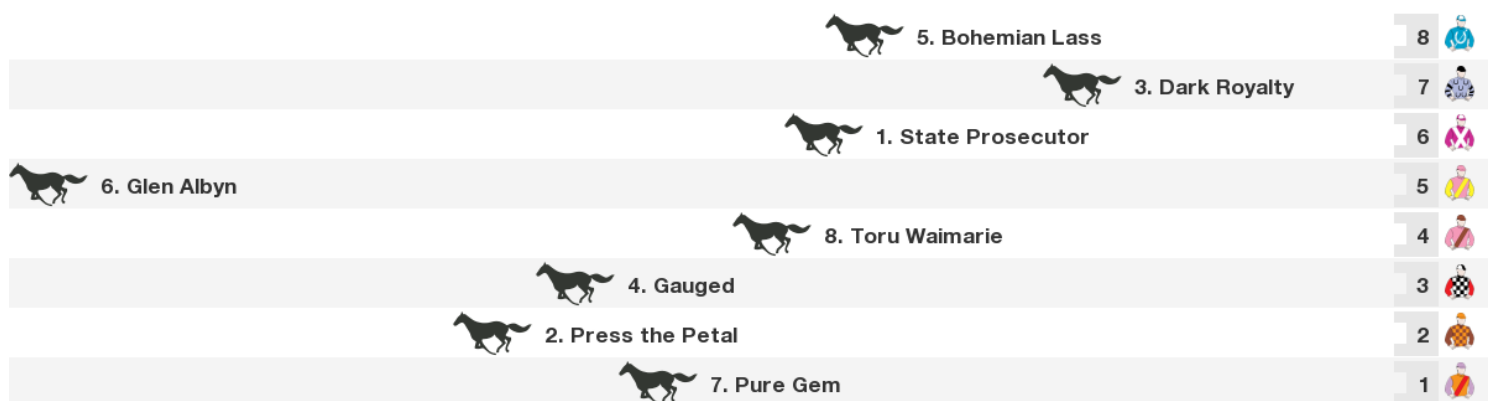 5. Bohemian Lass 8
3. Dark Royalty 7
1. State Prosecutor 6
6. Glen Albyn 5
8. Toru Waimarie 4
4. Gauged 3
2. Press the Petal 2
7. Pure Gem 1